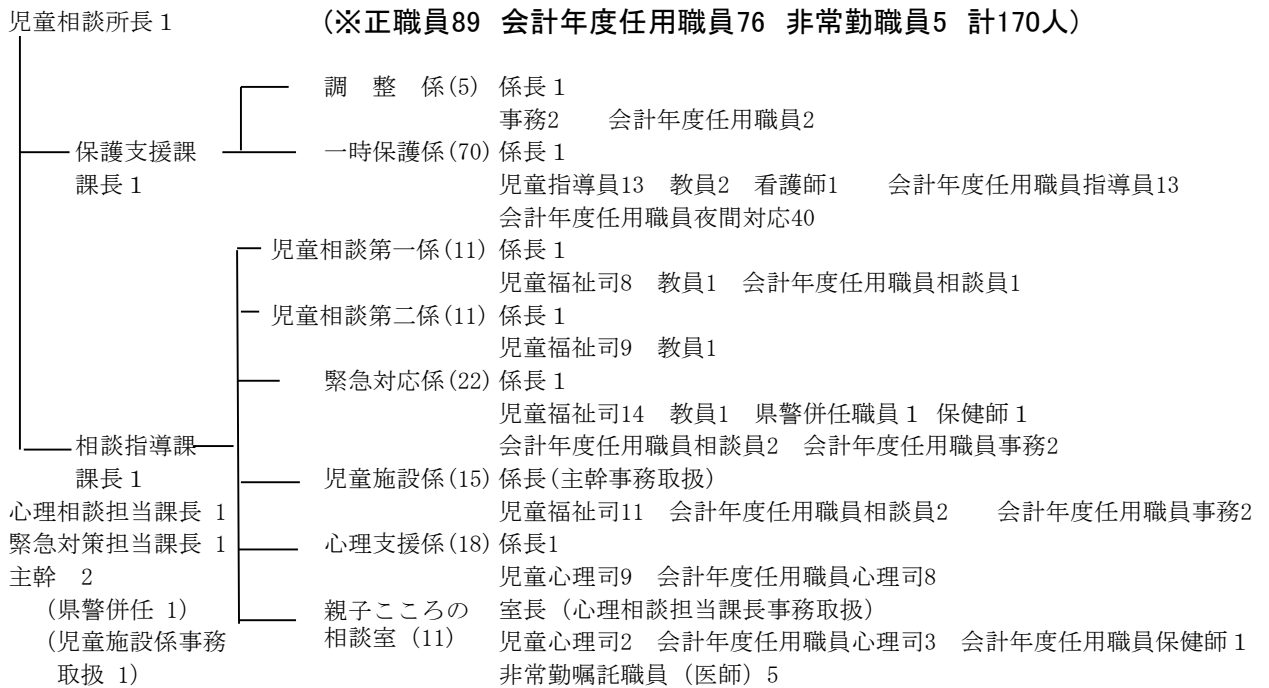 児童相談所長 1 (※正職員89 会計年度任用職員76 非常勤職員5 計170人)
調 整 係(5) 係長 1
事務2 会計年度任用職員2
保護支援課 一時保護係(70) 係長 1
課長 1 児童指導員13 教員2 看護師1 会計年度任用職員指導員13
会計年度任用職員夜間対応40
児童相談第一係(11) 係長 1
児童福祉司8 教員1 会計年度任用職員相談員1
児童相談第二係(11) 係長 1
児童福祉司9 教員1
緊急対応係(22) 係長 1
児童福祉司14 教員1 県警併任職員 1 保健師 1
相談指導課 会計年度任用職員相談員2 会計年度任用職員事務2
課長 1 児童施設係(15) 係長(主幹事務取扱)
心理相談担当課長 1 児童福祉司11 会計年度任用職員相談員2 会計年度任用職員事務2
緊急対策担当課長 1 心理支援係(18) 係長1
主幹 2 児童心理司9 会計年度任用職員心理司8
(県警併任 1) 親子こころの 室長 (心理相談担当課長事務取扱)
(児童施設係事務 相談室 (11) 児童心理司2 会計年度任用職員心理司3 会計年度任用職員保健師 1
取扱 1) 非常勤嘱託職員 (医師) 5